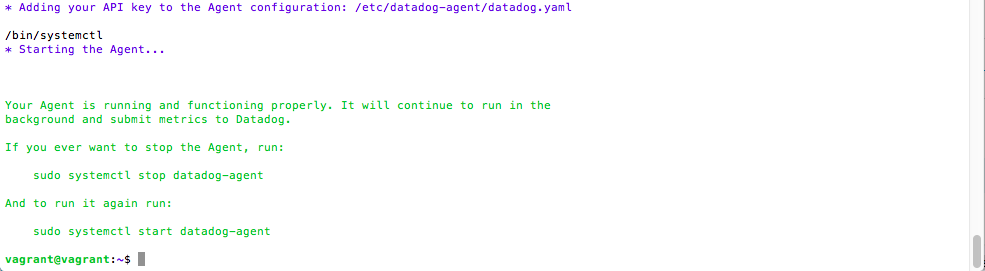 * Adding your API key to the Agent configuration: /etc/datadog-agent/datadog.yaml
/bin/systemctl
* Starting the Agent...
Your Agent is running and functioning properly. It will continue to run in the
background and submit metrics to Datadog.
If you ever want to stop the Agent, run:
sudo systemctl stop datadog-agent
And to run it again run:
sudo systemctl start datadog-agent
vagrant@vagrant:~$